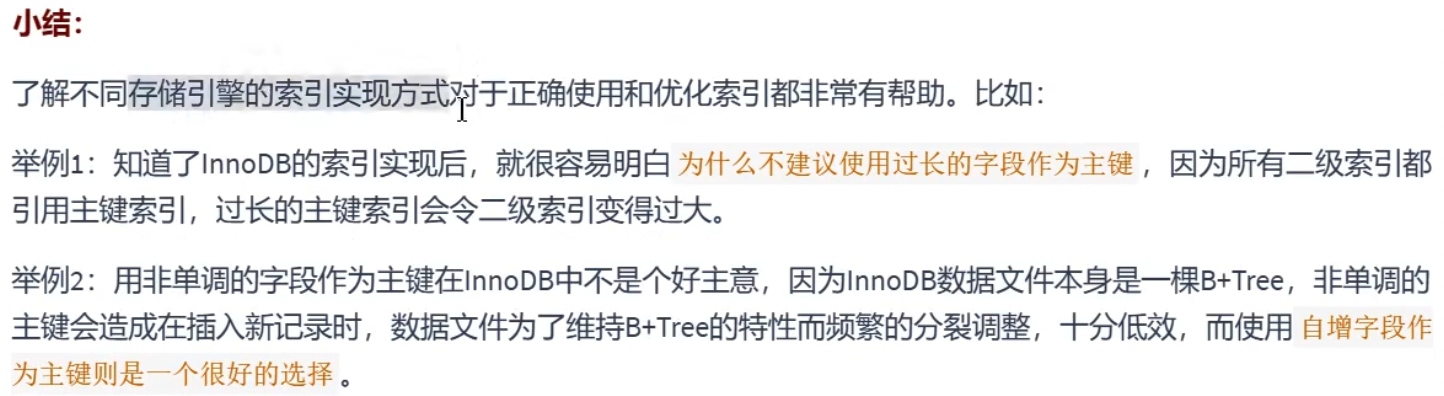 小结：
了解不同存储引擎的索引实现方式对于正确使用和优化索引都非常有帮助。比如：
举例1：知道了InnoDB的索引实现后，就很容易明白 为什么不建议使用过长的字段作为主键 ，因为所有二级索引都
引用主键索引，过长的主键索引会令二级索引变得过大。
举例2：用非单调的字段作为主键在InnoDB中不是个好主意，因为InnoDB数据文件本身是一棵B+Tree，非单调的
主键会造成在插入新记录时，数据文件为了维持B+Tree的特性而频繁的分裂调整，十分低效，而使用 自增字段作
为主键则是一个很好的选择 。